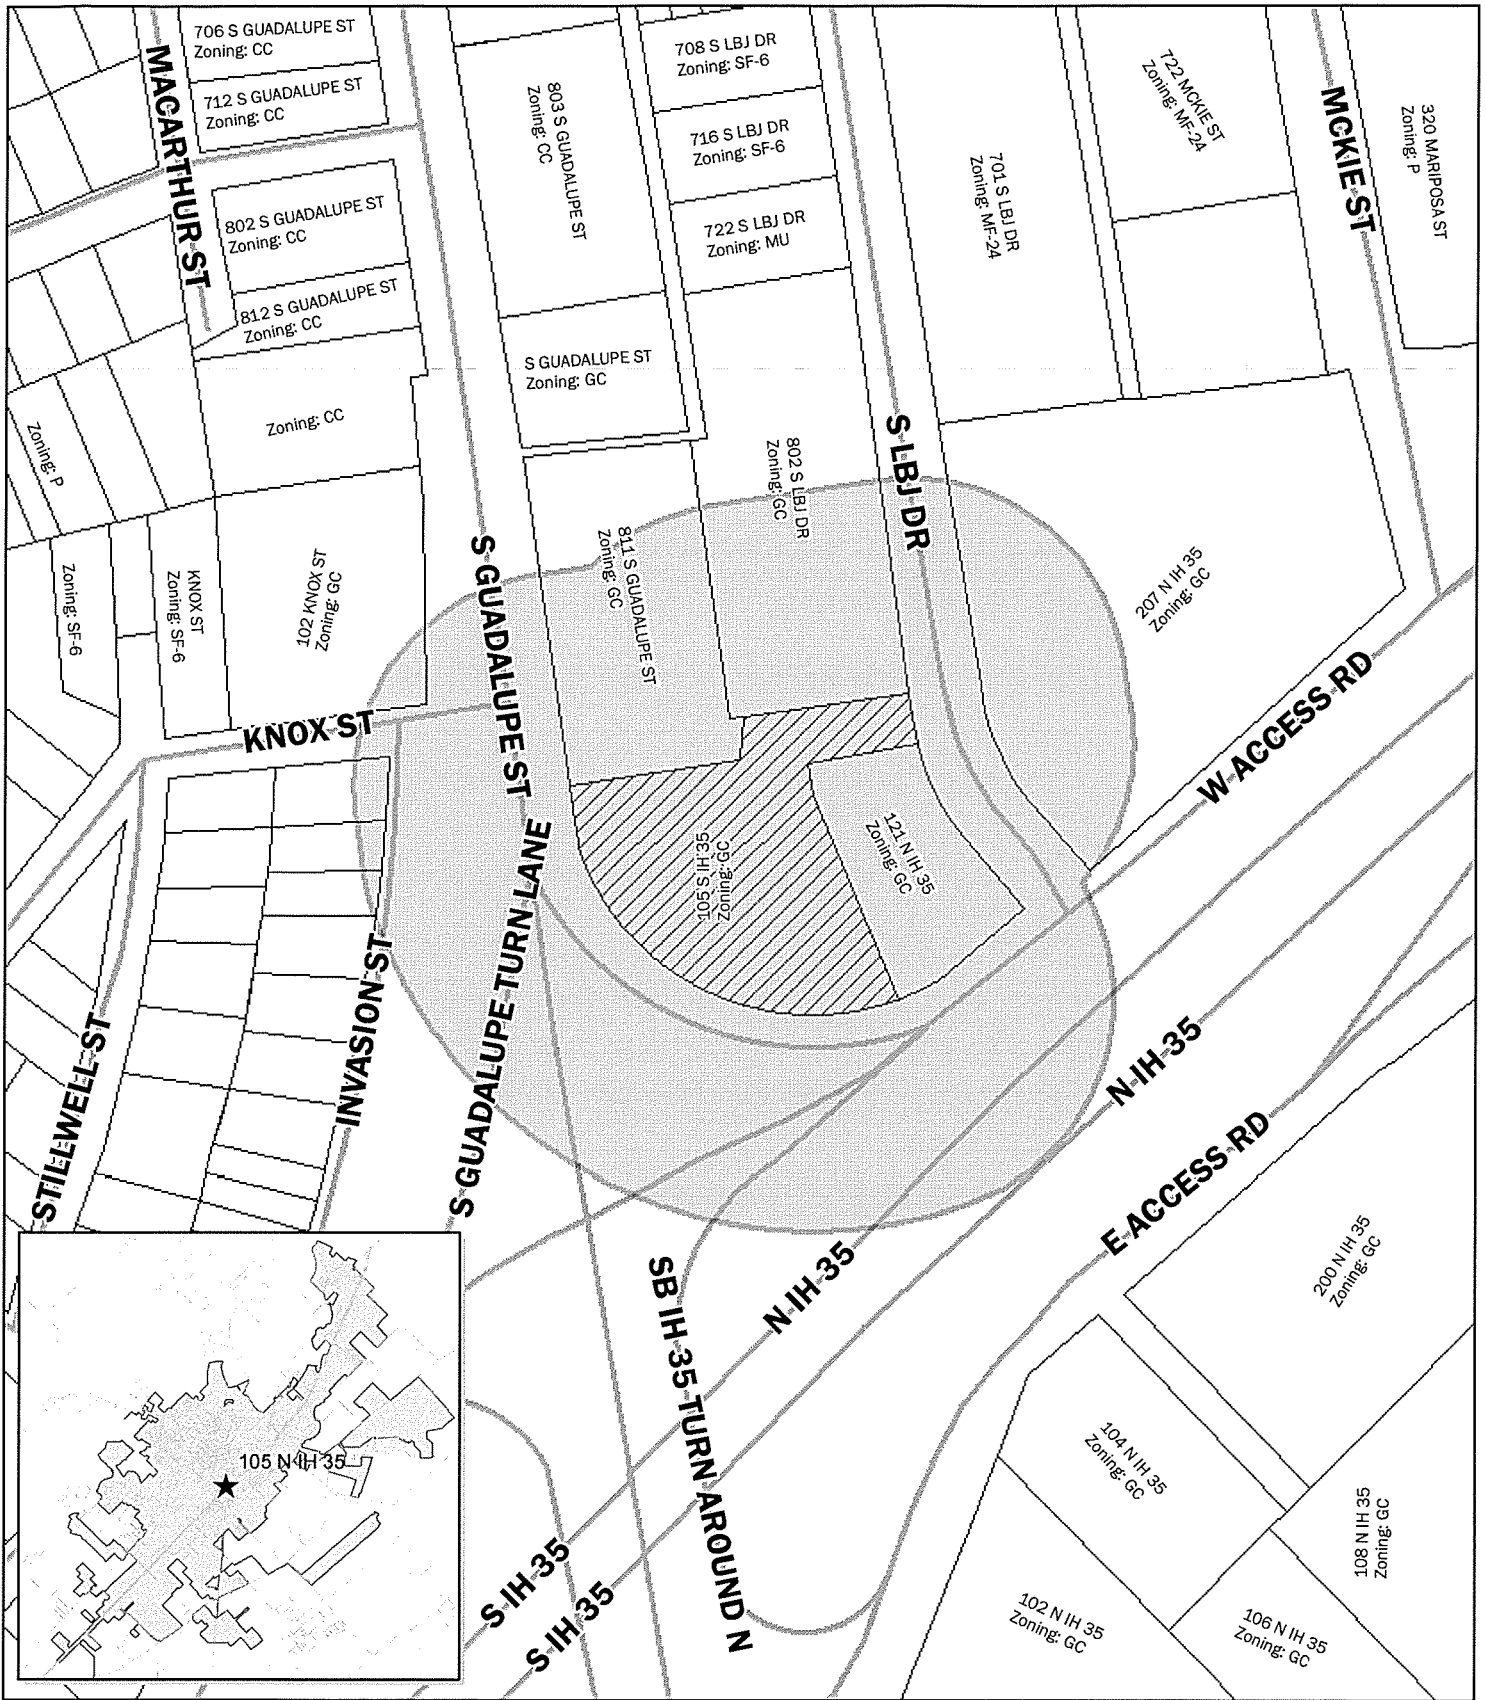 706 S GUADALUPE ST
Zoning: CC
712 S GUADALUPE ST
Zoning: CC
MACARTHUR ST
802 S GUADALUPE ST
Zoning: CC
812 S GUADALUPE ST
Zoning: CC
Zoning: CC
Zoning: P
803 S GUADALUPE ST
Zoning: CC
708 S LBJ DR
Zoning: SF-6
716 S LBJ DR
Zoning: SF-6
722 S LBJ DR
Zoning: MU
701 S LBJ DR
Zoning: MF-24
722 MCKIE ST
Zoning: MF-24
MCKIE ST
320 MARIPOSA ST
Zoning: P
S GUADALUPE ST
Zoning: GC
802 S LBJ DR
Zoning: GC
S LBJ DR
811 S GUADALUPE ST
Zoning: GC
S GUADALUPE ST
102 KNOX ST
Zoning: GC
KNOX ST
Zoning: SF-6
Zoning: SF-6
207 N IH 35
Zoning: GC
KNOX ST
W ACCESS RD
105 S IH 35
Zoning: GC
121 N IH 35
Zoning: GC
S GUADALUPE TURN LANE
INVASION ST
STILLWELL ST
N IH 35
E ACCESS RD
N IH 35
SB IH 35 TURN AROUND N
S IH 35
S IH 35
200 N IH 35
Zoning: GC
104 N IH 35
Zoning: GC
108 N IH 35
Zoning: GC
102 N IH 35
Zoning: GC
106 N IH 35
Zoning: GC
105 N IH 35